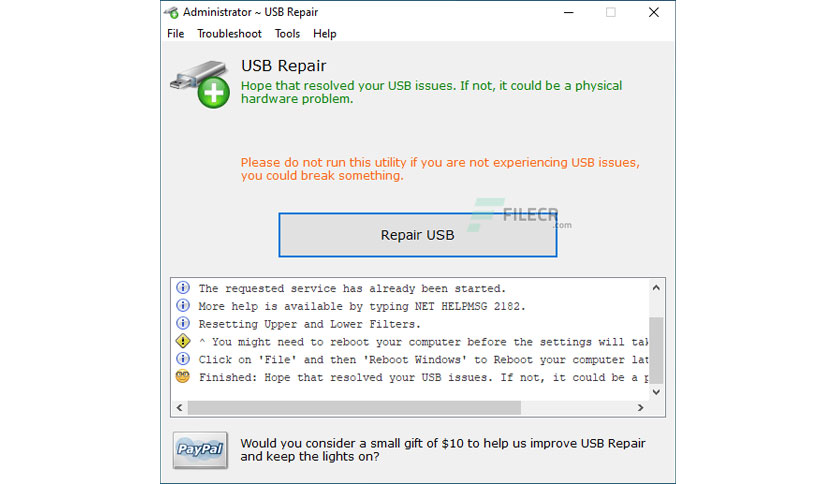 Administrator ~ USB Repair
File Troubleshoot Tools Help
USB Repair
Hope that resolved your USB issues. If not, it could be a physical
hardware problem.
Please do not run this utility if you are not experiencing USB issues,
you could break something.
FILECR
.com
Repair USB
The requested service has already been started.
More help is available by typing NET HELPMSG 2182.
Resetting Upper and Lower Filters.
^ You might need to reboot your computer before the settings will tak
Click on 'File' and then 'Reboot Windows' to Reboot your computer lat
Finished: Hope that resolved your USB issues. If not, it could be a p
PayPal
Would you consider a small gift of $10 to help us improve USB Repair
and keep the lights on?